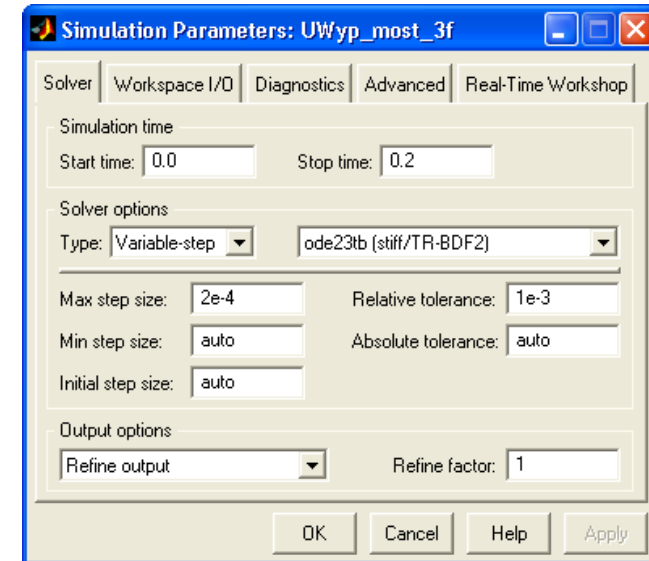 Simulation Parameters: UWyp_most_3f
Solver Workspace I/O Diagnostics Advanced Real-Time Workshop
Simulation time
Start time: 0.0 Stop time: 0.2
Solver options
Type: Variable-step ode23tb (stiff/TR-BDF2)
Max step size: 2e-4 Relative tolerance: 1e-3
Min step size: auto Absolute tolerance: auto
Initial step size: auto
Output options
Refine output Refine factor: 1
OK Cancel Help Apply